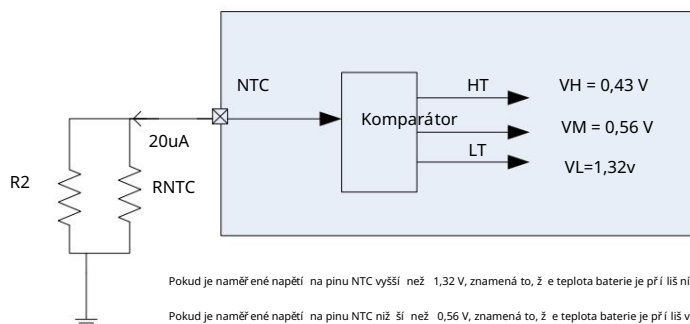 NTC
HT
VH = 0,43 V
Komparátor
VM = 0,56 V
20uA
LT
VL=1,32v
R2
RNTC
Pokud je naměřené napětí na pinu NTC vyšší než 1,32 V, znamená to, že teplota baterie je příliš ní
Pokud je naměřené napětí na pinu NTC nižší než 0,56 V, znamená to, že teplota baterie je příliš v